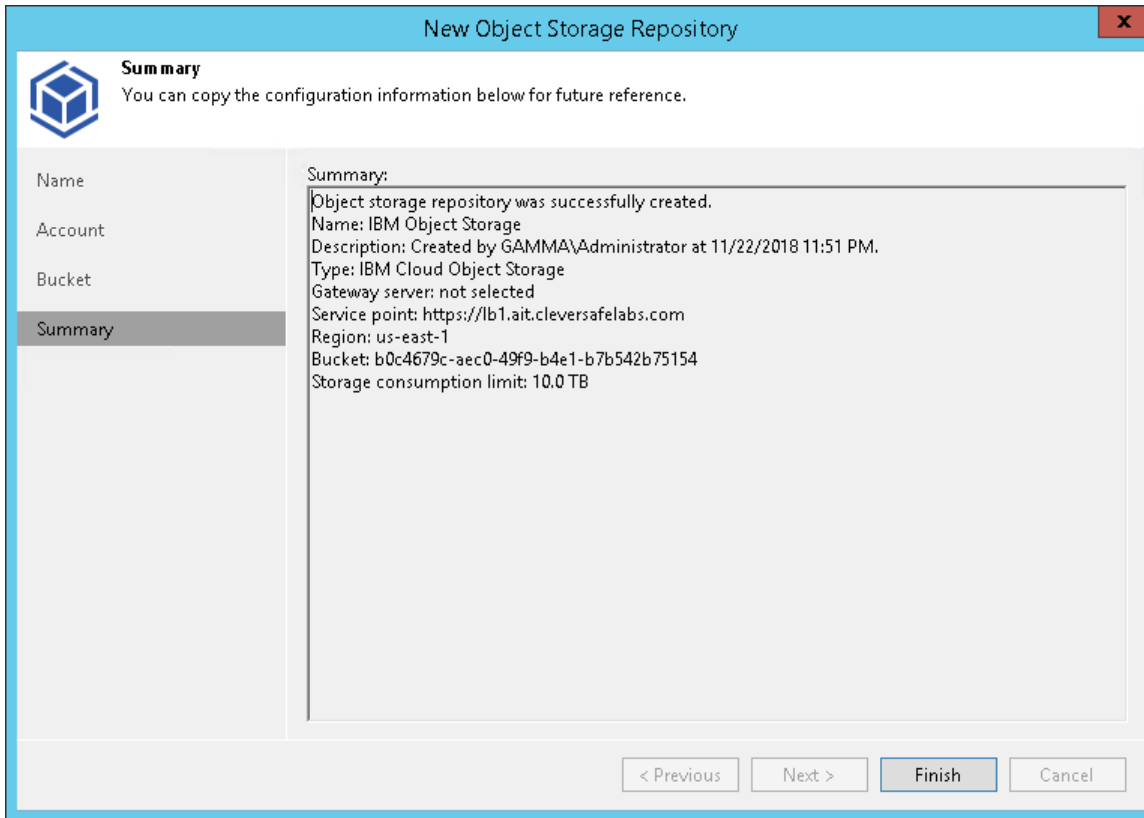 New Object Storage Repository
x
Summary
You can copy the configuration information below for future reference.
Name
Account
Bucket
Summary
Summary:
Object storage repository was successfully created.
Name: IBM Object Storage
Description: Created by GAMMA\Administrator at 11/22/2018 11:51 PM.
Type: IBM Cloud Object Storage
Gateway server: not selected
Service point: https://lb1.ait.cleversafelabs.com
Region: us-east-1
Bucket: b0c4679c-aec0-49f9-b4e1-b7b542b75154
Storage consumption limit: 10.0 TB
< Previous
Next >
Finish
Cancel